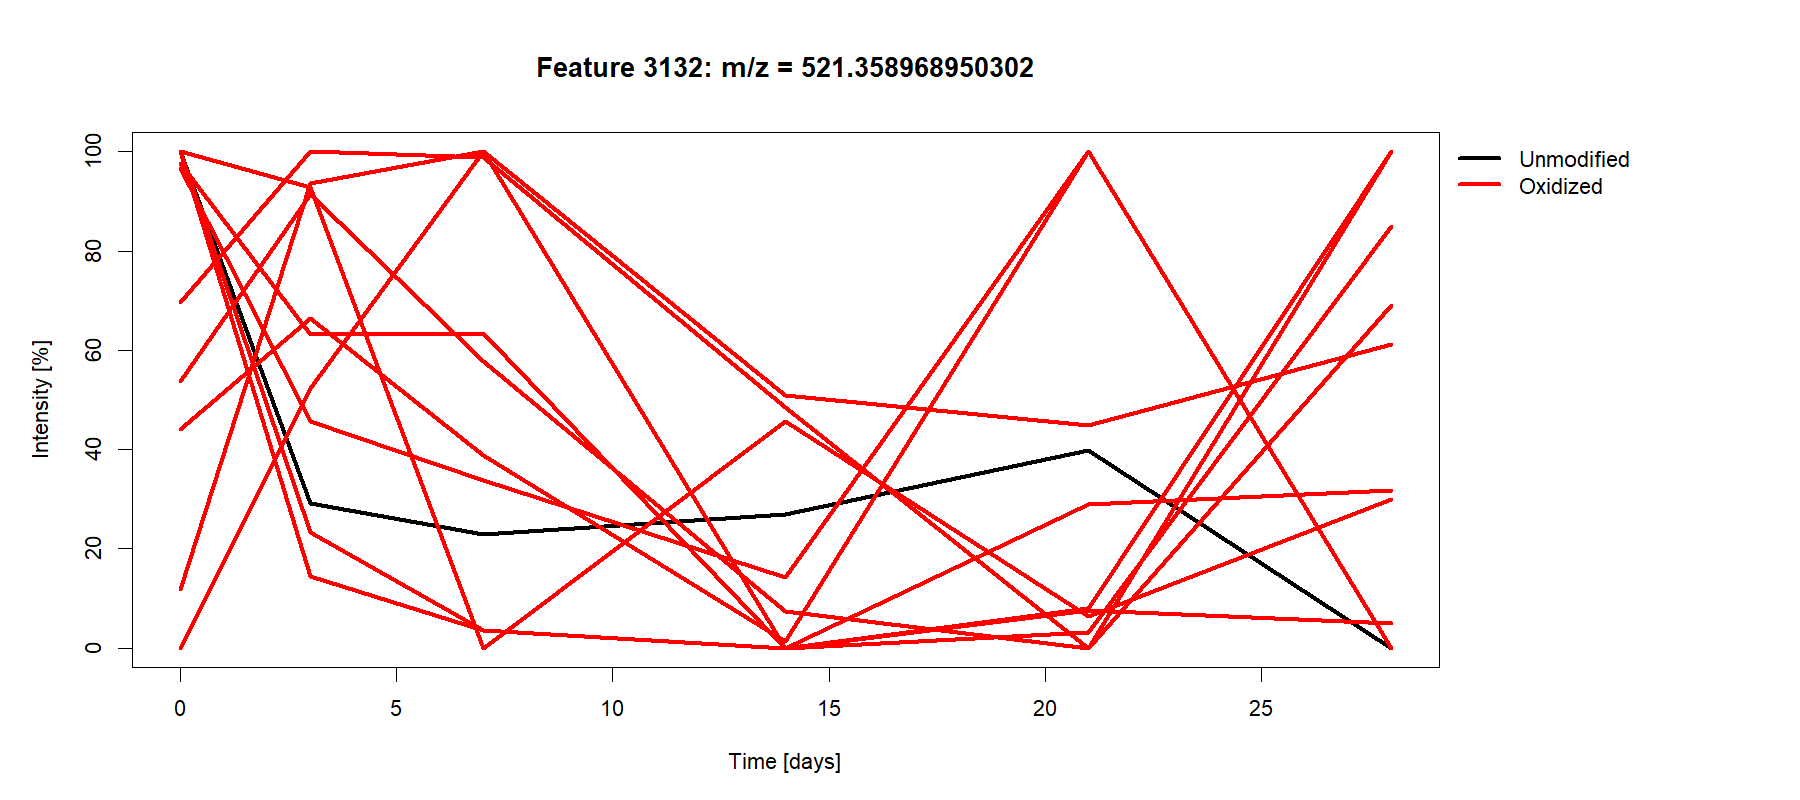 Feature 3132: m/z = 521.358968950302
Unmodified
Oxidized
Intensity [%]
100
80
60
40
20
0
0 5 10 15 20 25
Time [days]